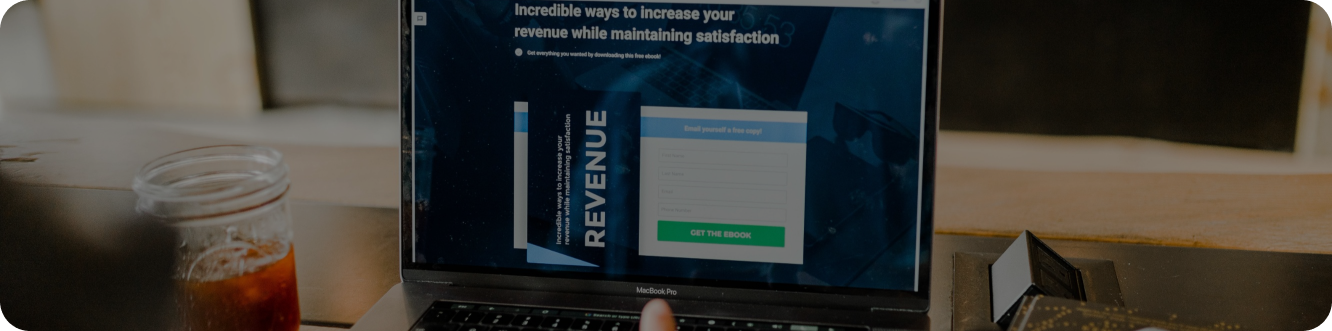 Incredible ways to increase your
revenue while maintaining satisfaction
Get everything you wanted by downloading this free ebook!
Incredible ways to increase your
revenue while maintaining satisfaction
REVENUE
Email yourself a free copy!
GET THE EBOOK
MacBook Pro